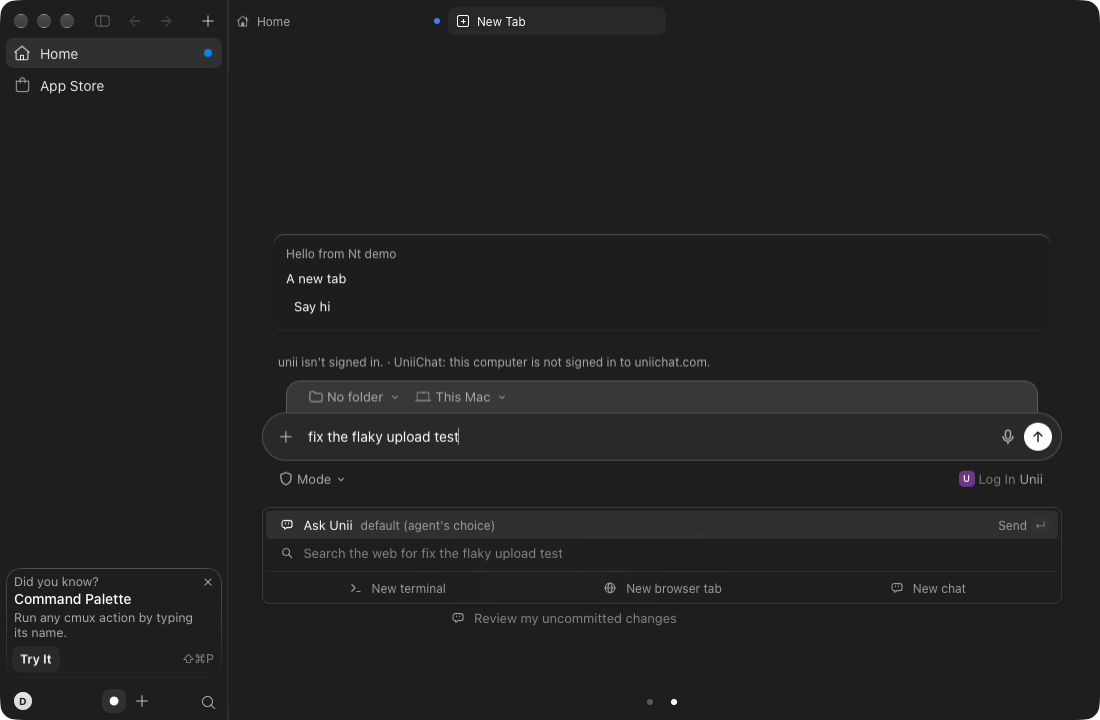 Home
New Tab
Home
App Store
Hello from Nt demo
A new tab
Say hi
unii isn't signed in. · UniiChat: this computer is not signed in to uniichat.com.
No folder
This Mac
fix the flaky upload test
Mode
U Log In Unii
Ask Unii default (agent's choice) Send
Search the web for fix the flaky upload test
New terminal
New browser tab
New chat
Review my uncommitted changes
Did you know?
Command Palette
Run any cmux action by typing
its name.
Try It ⇧⌘P
D